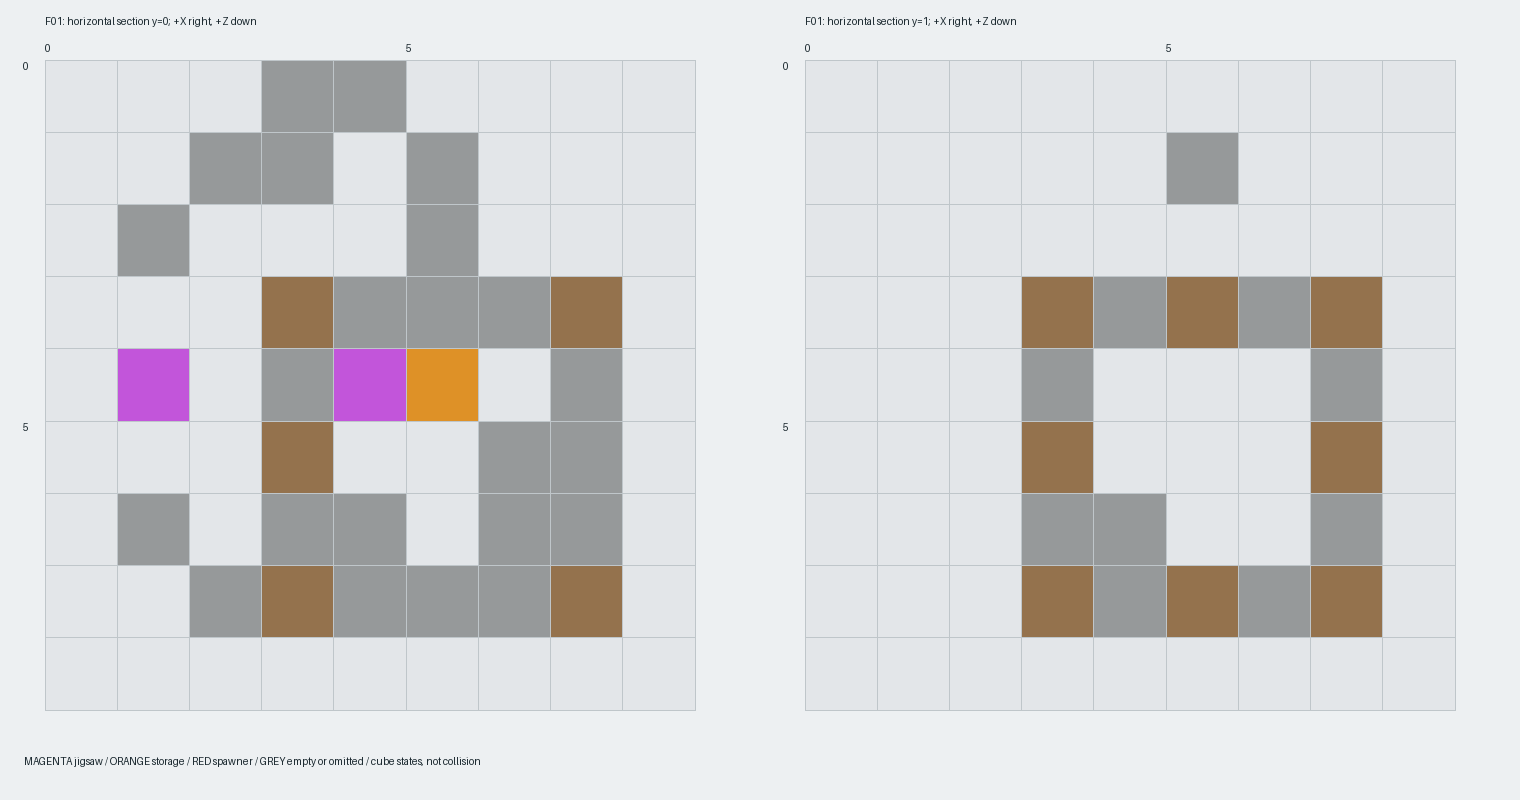 F01: horizontal section y=0; +X right, +Z down
F01: horizontal section y=1; +X right, +Z down
0 5
0 5
0
5
0
5
MAGENTA jigsaw / ORANGE storage / RED spawner / GREY empty or omitted / cube states, not collision